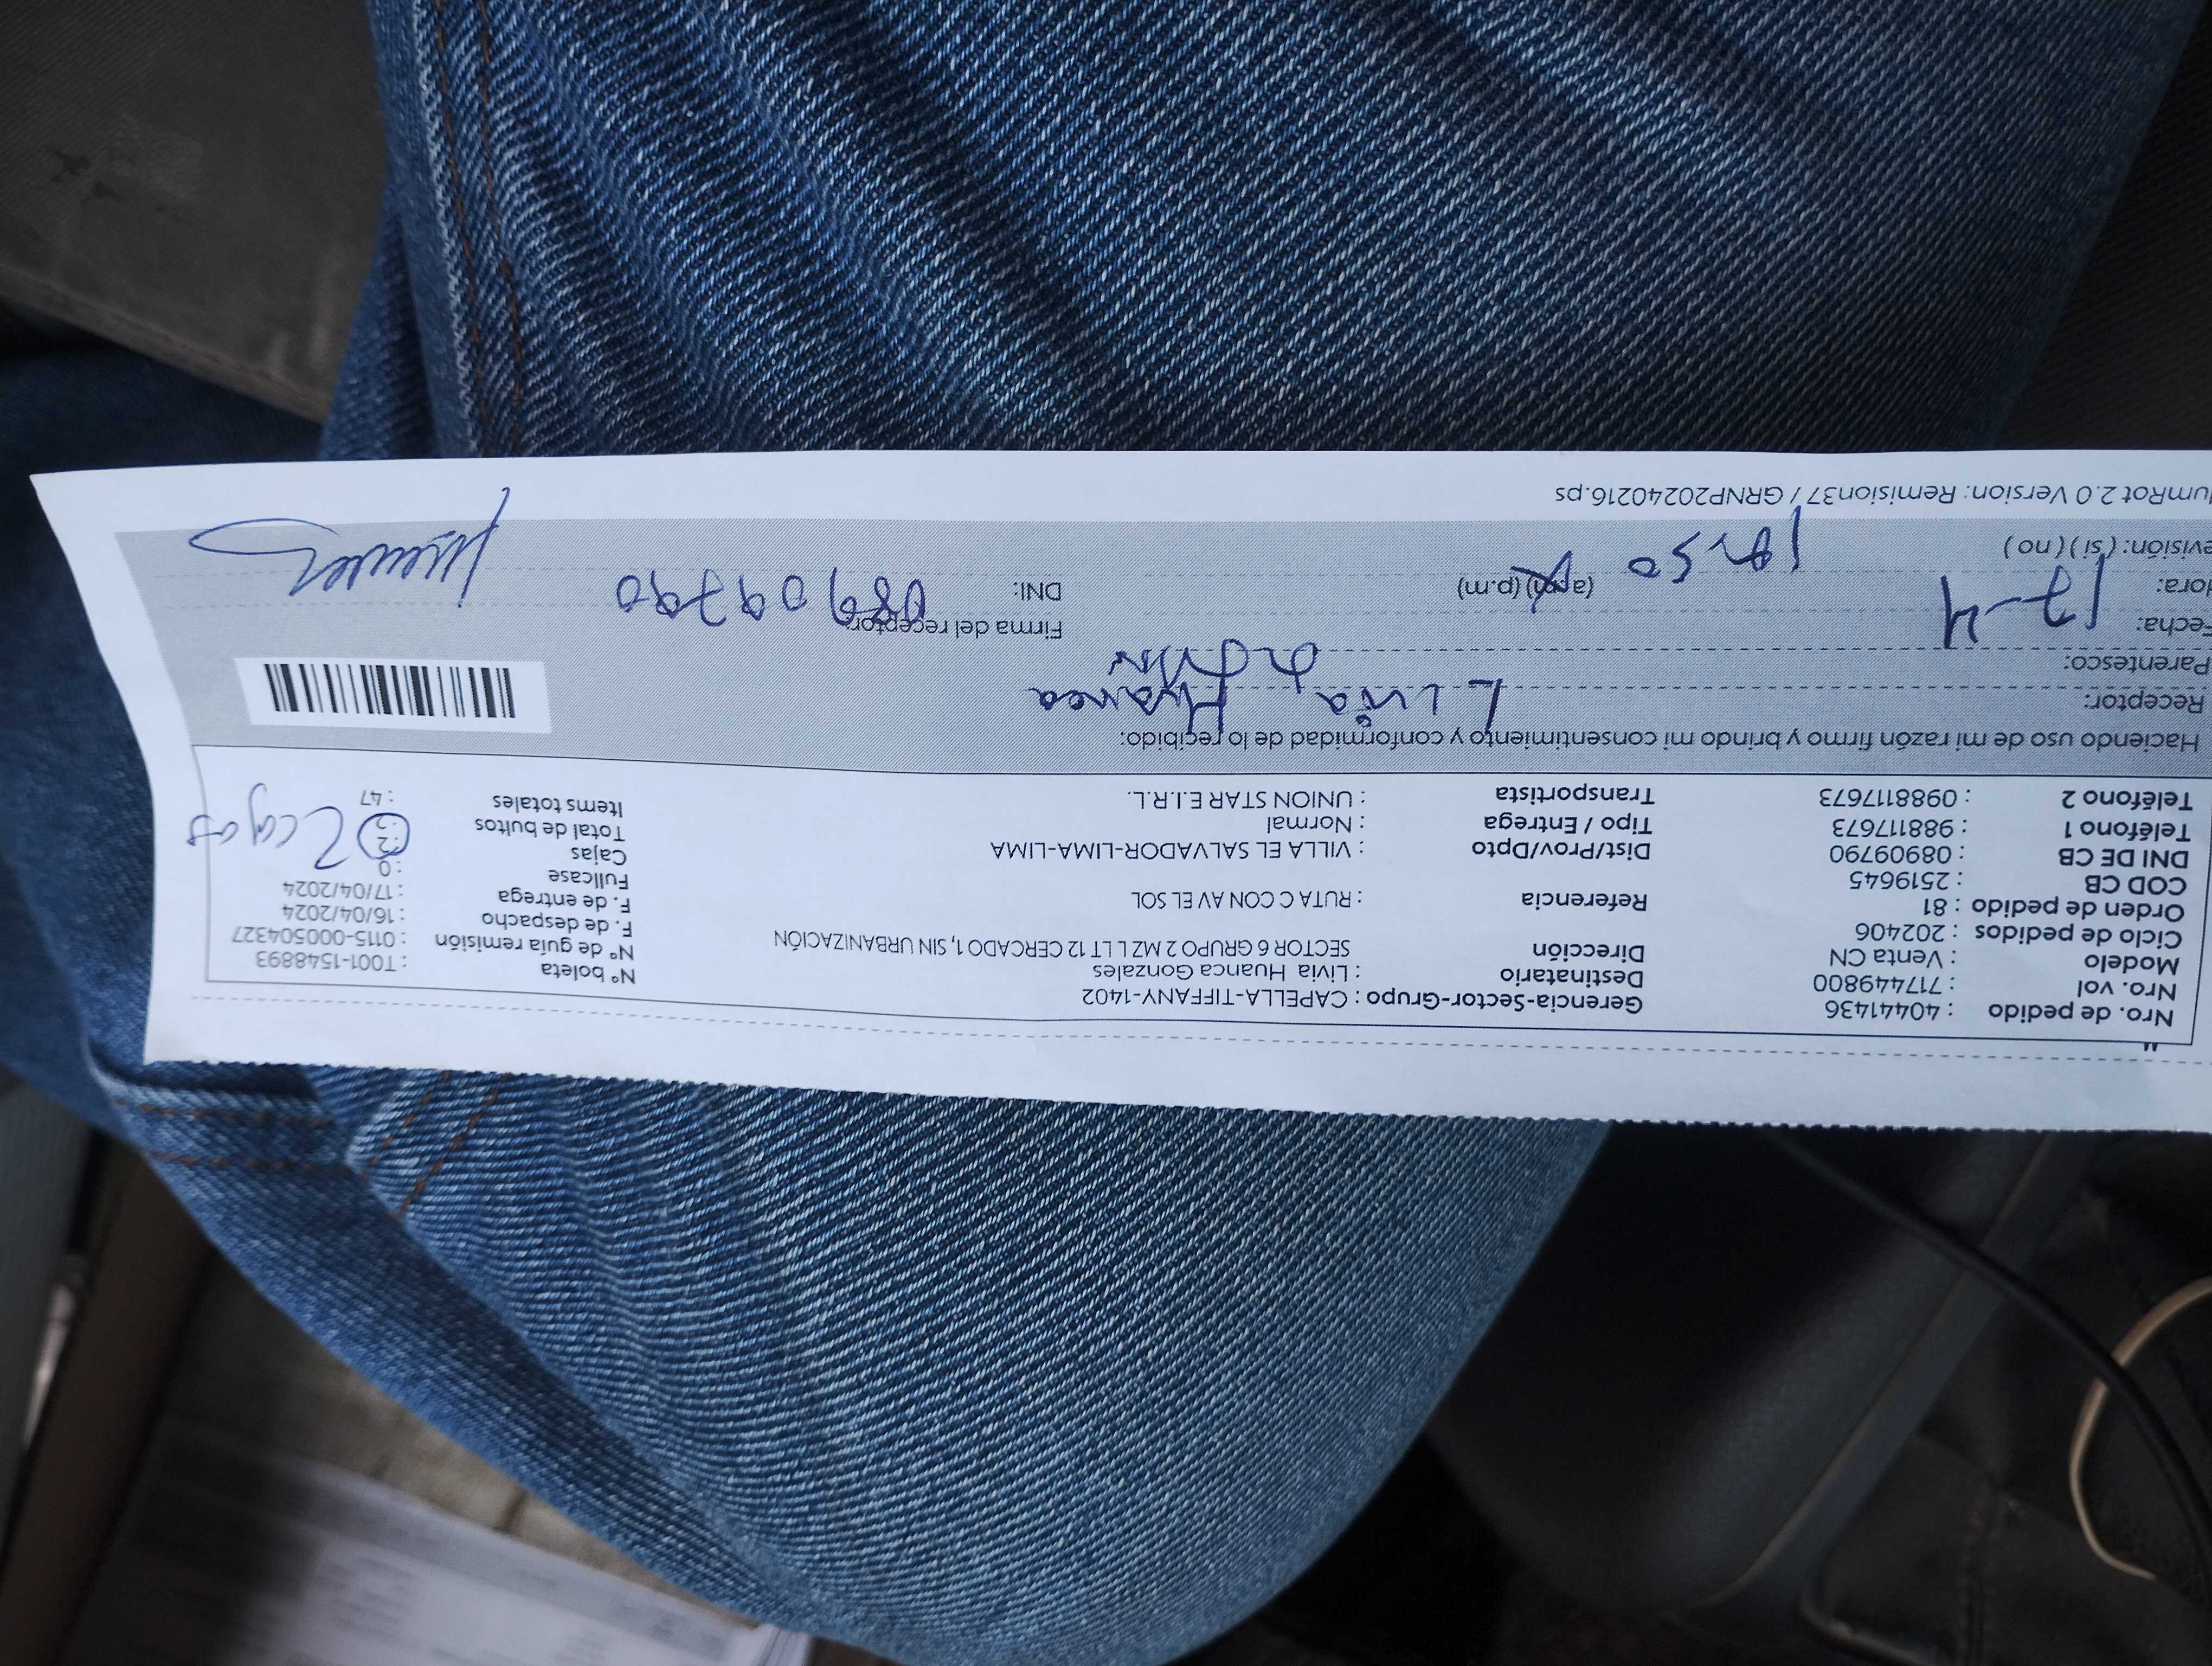 Nro. de pedido : 40441436
Nro. vol : 7177449800
Modelo : Venta CN
Ciclo de pedidos : 202406
Orden de pedido : 81
COD CB : 2519645
DNI DE CB : 08909790
Teléfono 1 : 988117673
Teléfono 2 : 0988117673
Gerencia-Sector-Grupo : CAPELLA-TIFFANY-1402
Destinatario : Livia Huanca Gonzales
Dirección SECTOR 6 GRUPO 2 MZ L LT 12 CERCADO 1, SIN URBANIZACIÓN
Referencia : RUTA C CON AV EL SOL
Dist/Prov/Dpto : VILLA EL SALVADOR-LIMA-LIMA
Tipo / Entrega : Normal
Transportista : UNION STAR E.I.R.L.
Nº boleta : T001-1548893
Nº de guía remisión : 0115-000504327
F. de despacho : 16/04/2024
F. de entrega : 17/04/2024
Fullcase : 0
Cajas : 2
Total de bultos : 2
Items totales : 47
2 cajas
Haciendo uso de mi razón firmo y brindo mi consentimiento y conformidad de lo recibido:
Receptor: Livia Huanca
Parentesco:
Fecha: 17-4
Hora: (a.m) (p.m)
evisión: ( si ) ( no )
Firma del receptor:
DNI: 08909790
umRot 2.0 Version: Remision37 / GRNP20240216.ps